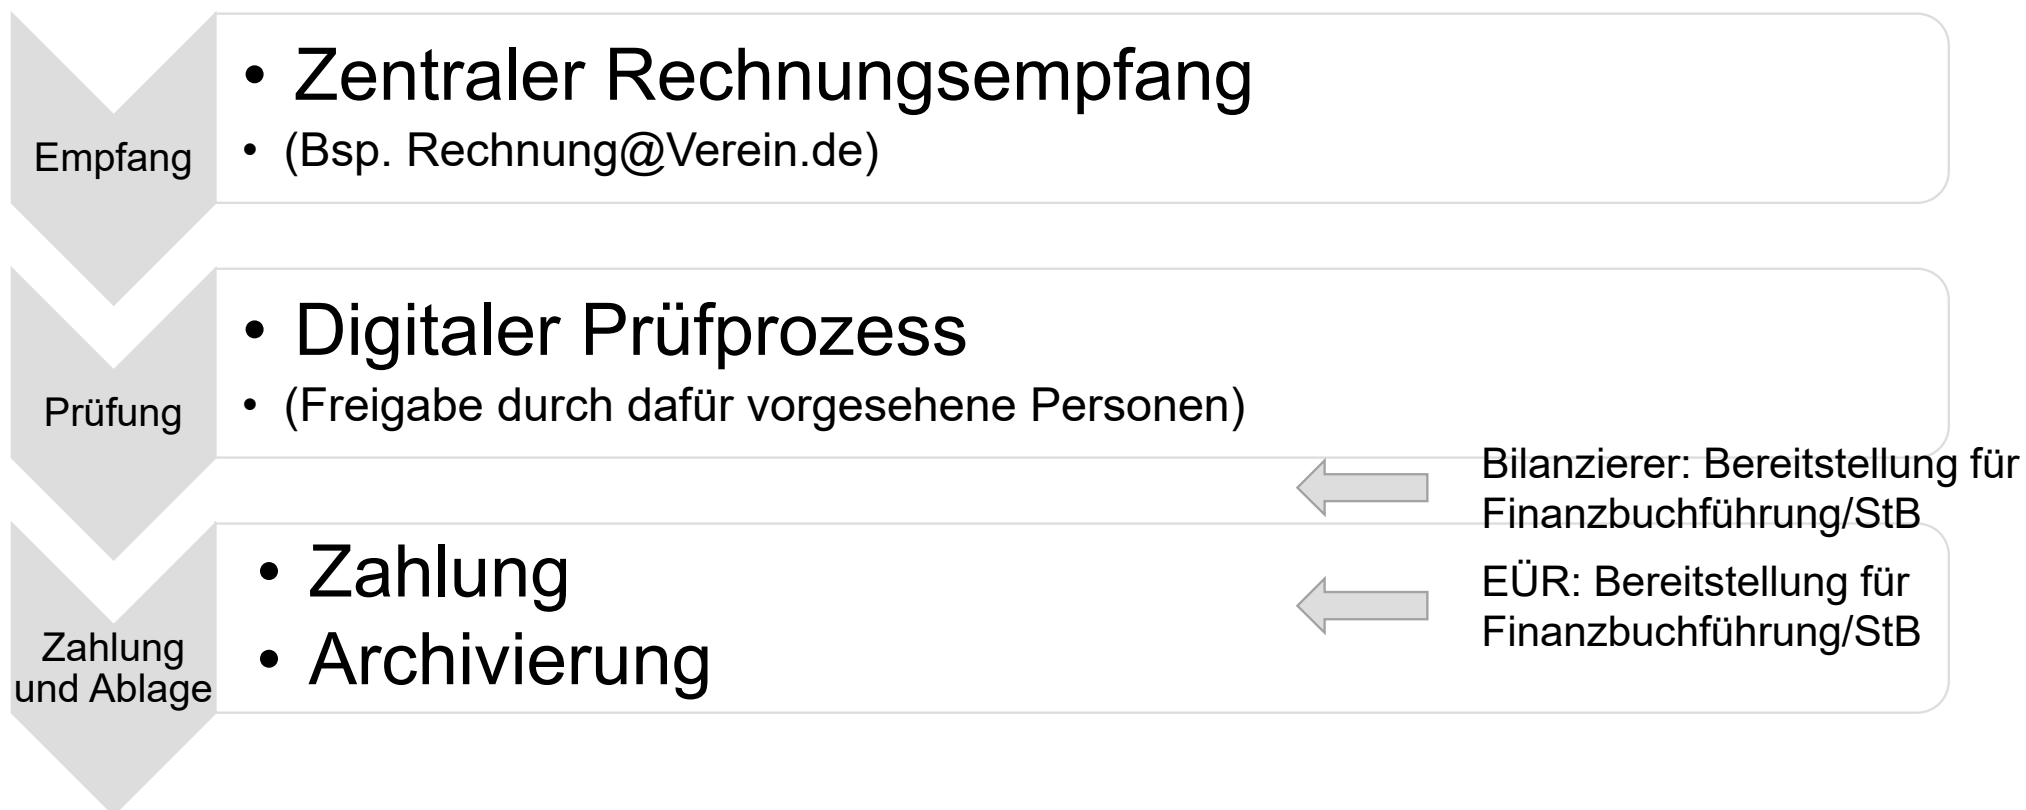 Empfang
• Zentraler Rechnungsempfang
• (Bsp. Rechnung@Verein.de)
Prüfung
• Digitaler Prüfprozess
• (Freigabe durch dafür vorgesehene Personen)
Bilanzierer: Bereitstellung für
Finanzbuchführung/StB
Zahlung
und Ablage
• Zahlung
• Archivierung
EÜR: Bereitstellung für
Finanzbuchführung/StB